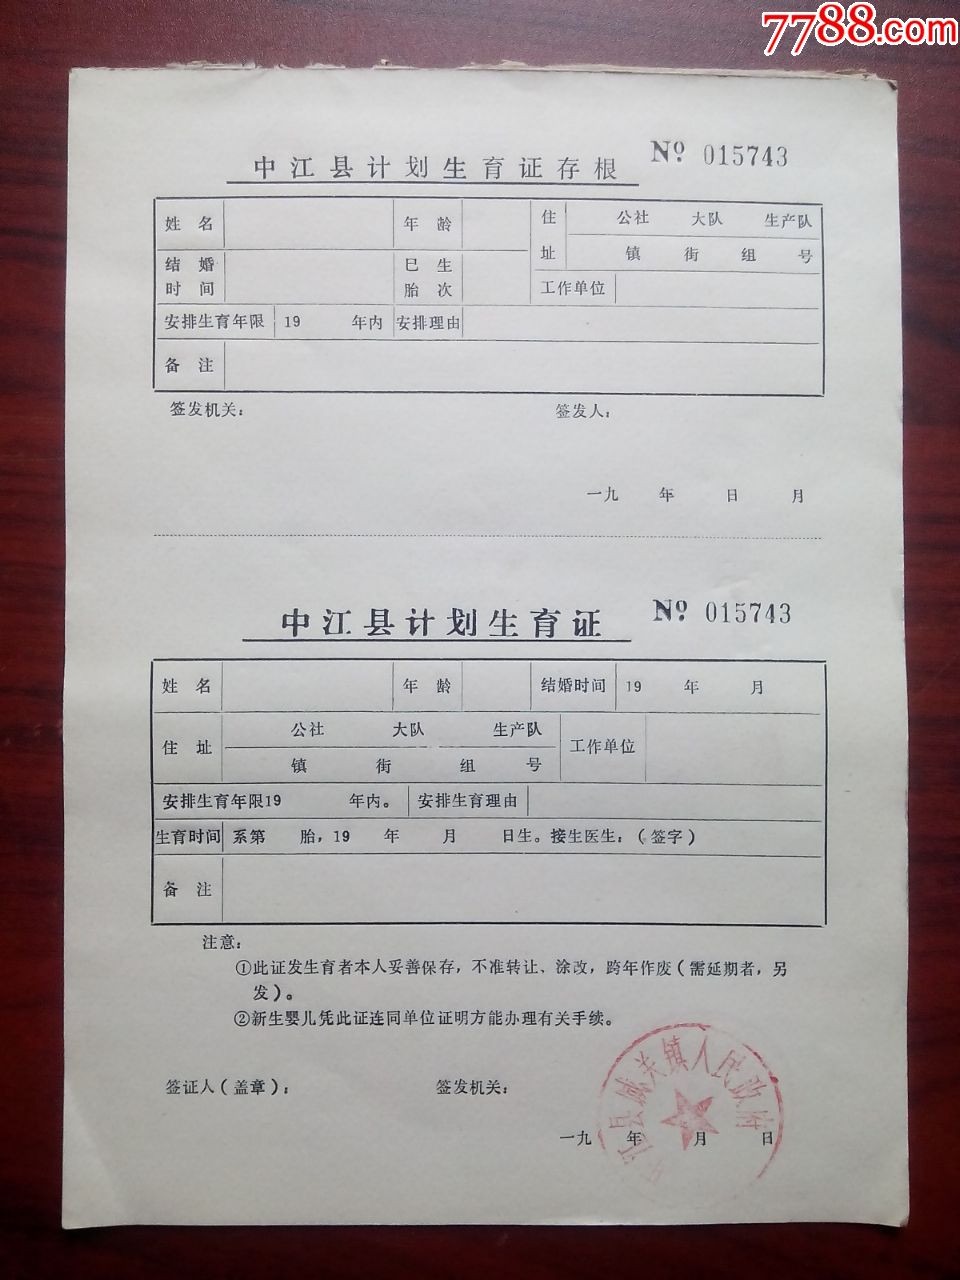 7788.com
中江县计划生育证存根 № 015743
姓名 年龄 住址 公社 大队 生产队
镇 街 组 号
结婚时间 已生胎次 工作单位
安排生育年限 19 年内 安排理由
备注
签发机关： 签发人：
一九 年 日 月
中江县计划生育证 № 015743
姓名 年龄 结婚时间 19 年 月
住址 公社 大队 生产队 工作单位
镇 街 组 号
安排生育年限19 年内。 安排生育理由
生育时间 系第 胎，19 年 月 日生。接生医生：（签字）
备注
注意：
①此证发生育者本人妥善保存，不准转让、涂改，跨年作废（需延期者，另
发）。
②新生婴儿凭此证连同单位证明方能办理有关手续。
签证人（盖章）： 签发机关：
一九 年 月 日
中江县城关镇人民政府